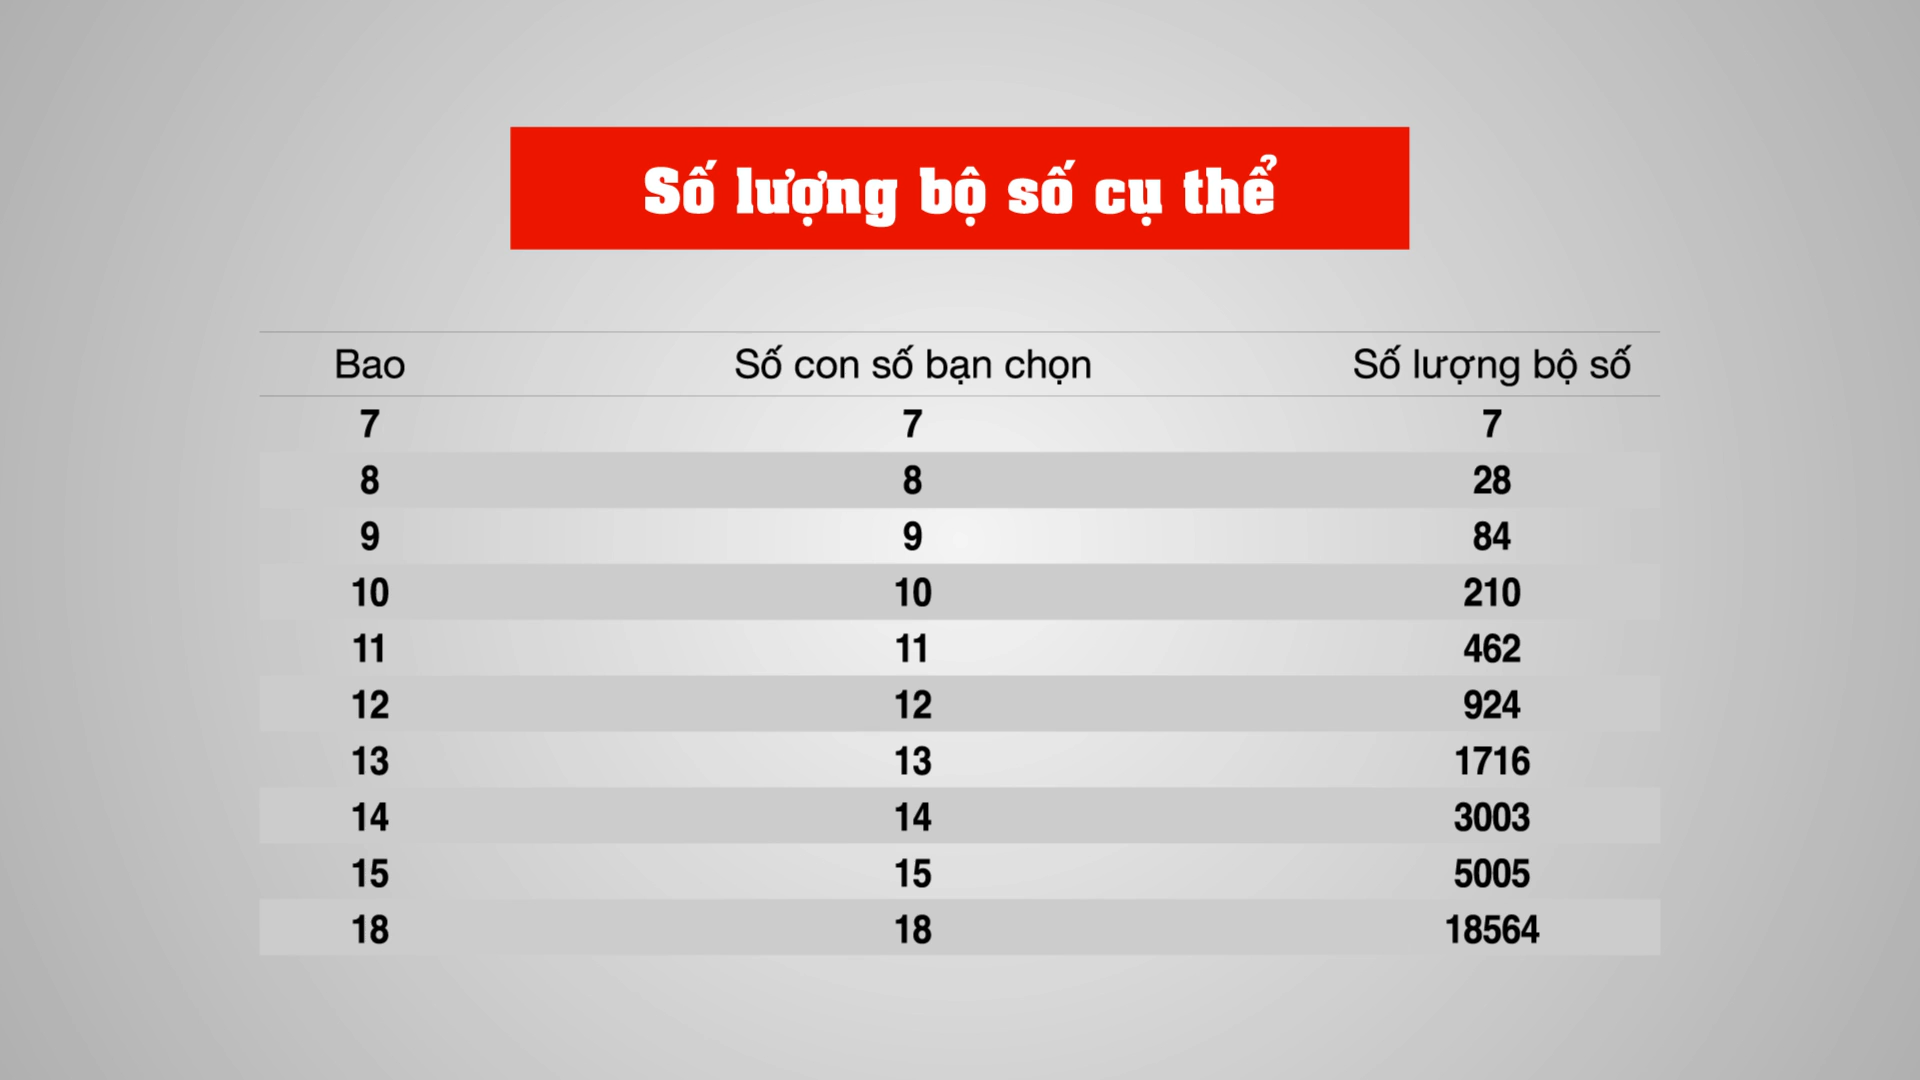 Số lượng bộ số cụ thể
Bao Số con số bạn chọn Số lượng bộ số
7 7 7
8 8 28
9 9 84
10 10 210
11 11 462
12 12 924
13 13 1716
14 14 3003
15 15 5005
18 18 18564